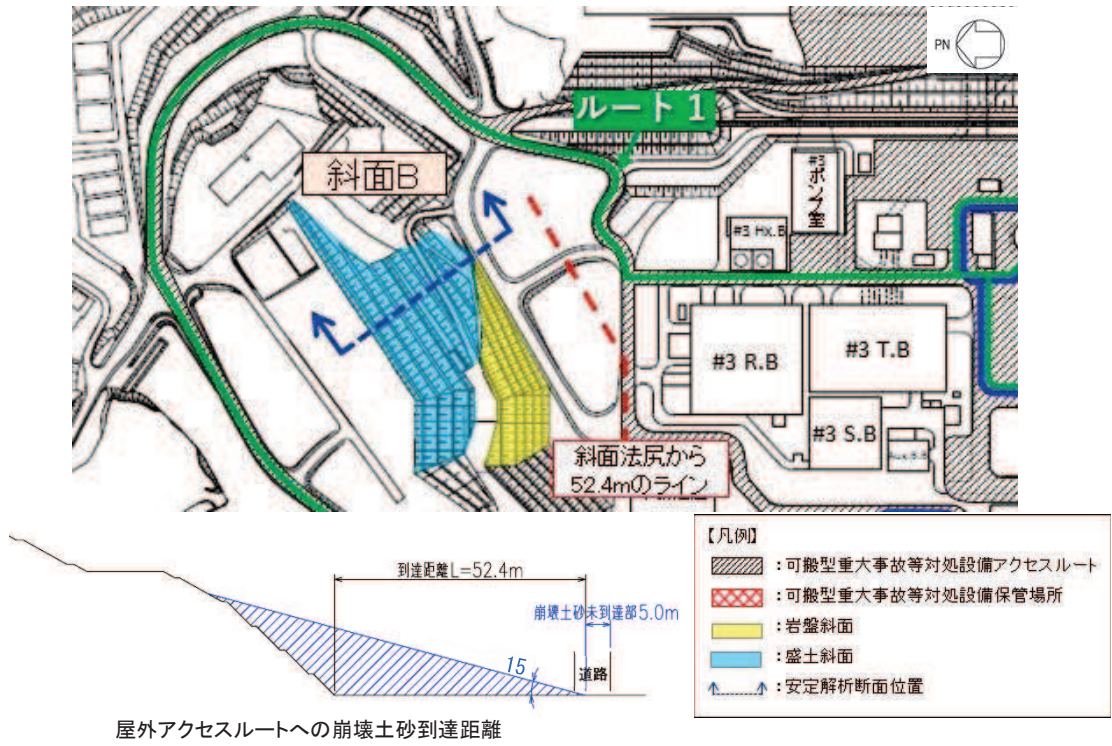 PN
ルート1
斜面B
#3
ポンプ室
#3 Hx.B
#3 R.B
#3 T.B
#3 S.B
斜面法尻から
52.4mのライン
到達距離L=52.4m
崩壊土砂未到達部5.0m
15
道路
屋外アクセスルートへの崩壊土砂到達距離
【凡例】
：可搬型重大事故等対処設備アクセスルート
：可搬型重大事故等対処設備保管場所
：岩盤斜面
：盛土斜面
：安定解析断面位置